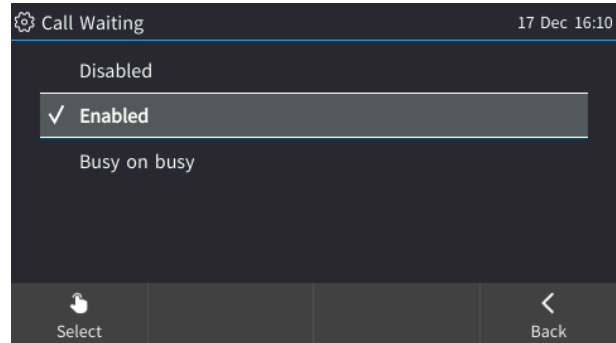 Call Waiting 17 Dec 16:10
Disabled
Enabled
Busy on busy
Select Back